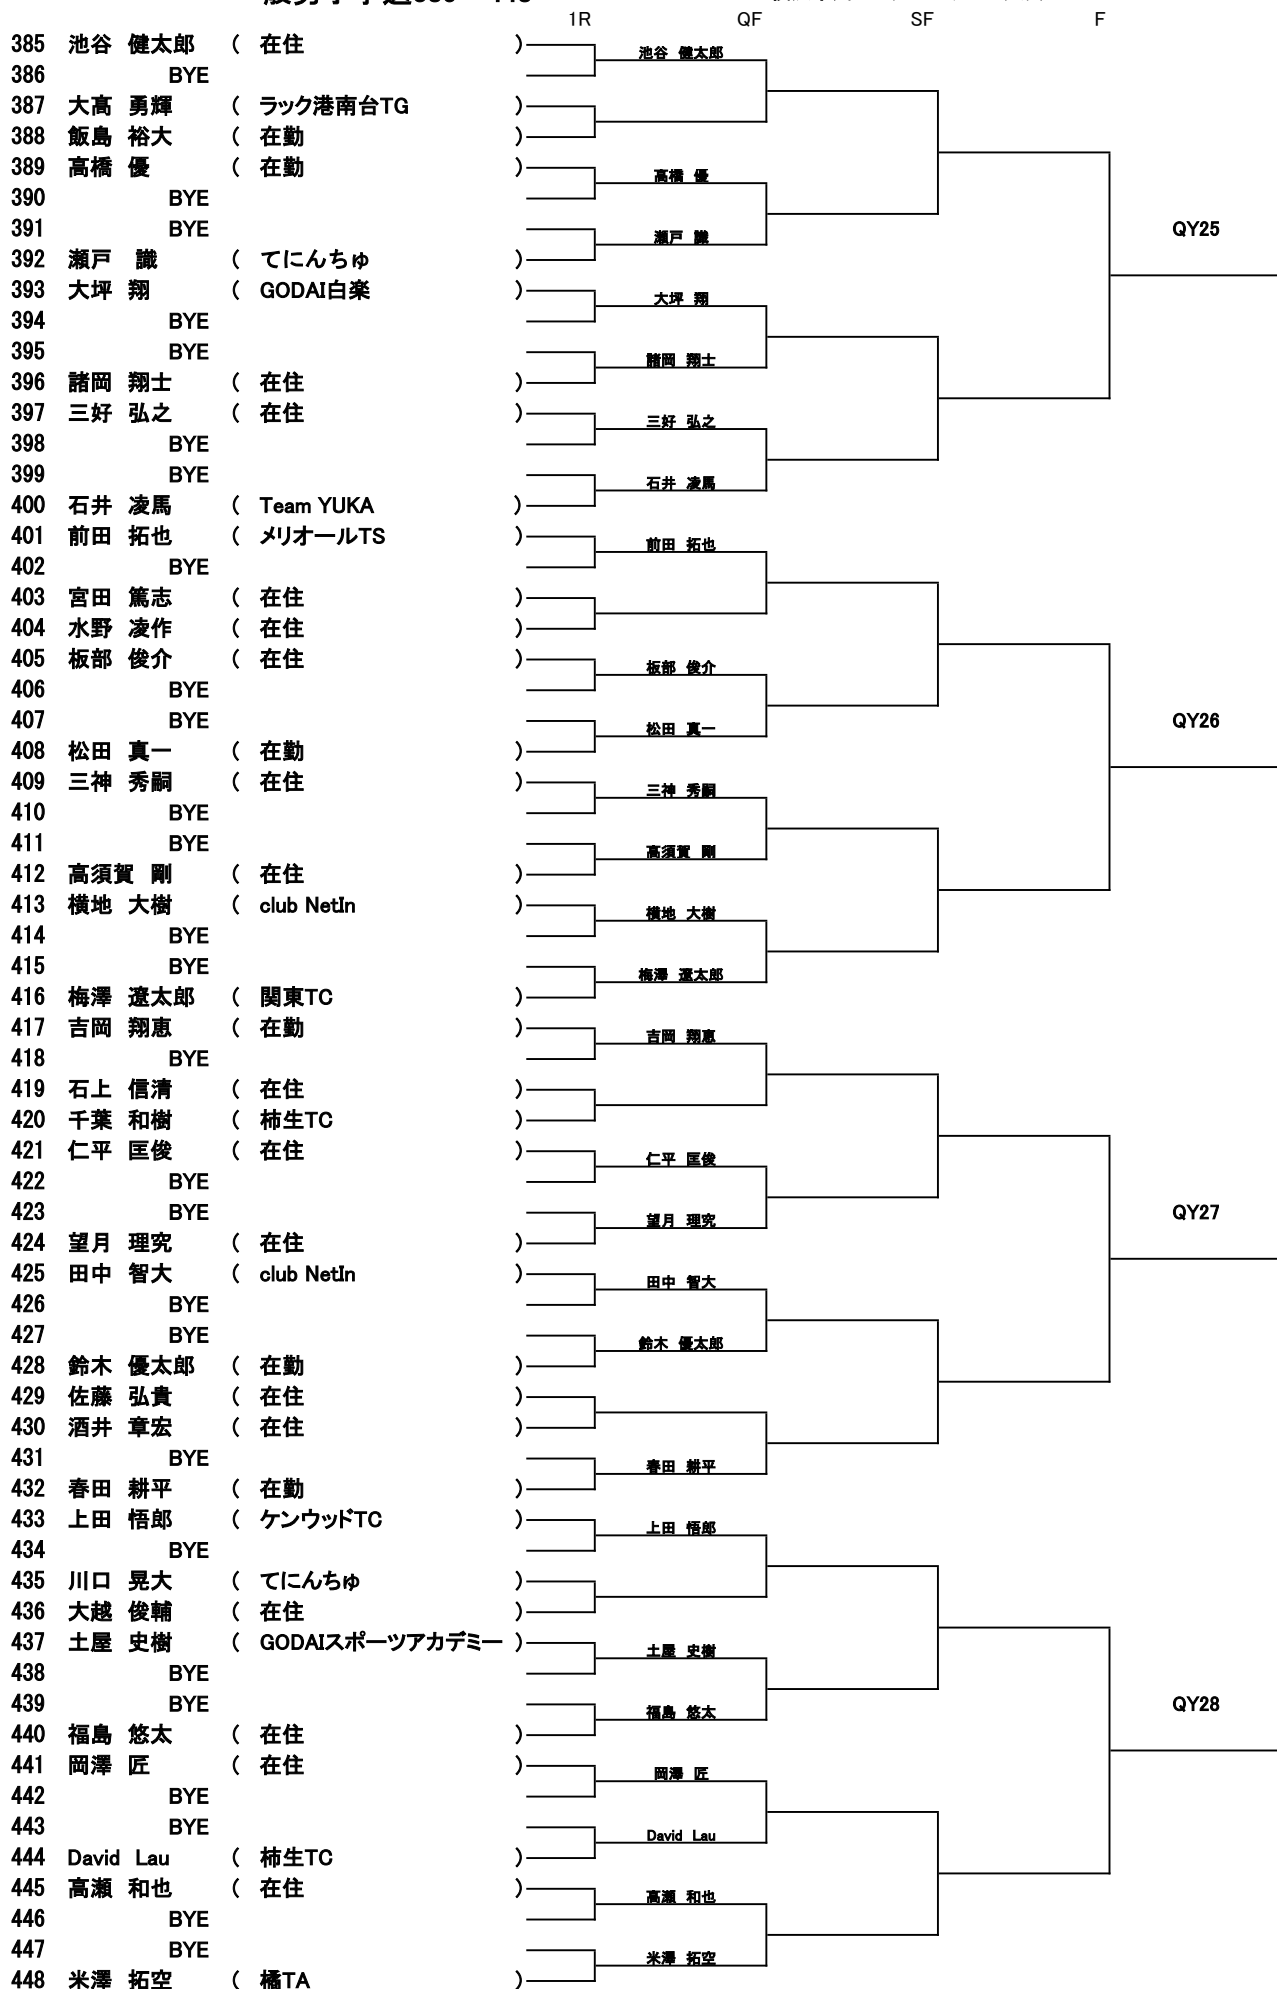 1R QF SF F
385 池谷 健太郎 ( 在住 )
池谷 健太郎
386 BYE
387 大髙 勇輝 ( ラック港南台TG )
388 飯島 裕大 ( 在勤 )
389 高橋 優 ( 在勤 )
高橋 優
390 BYE
391 BYE
QY25
瀬戸 識
392 瀬戸 識 ( てにんちゅ )
393 大坪 翔 ( GODAI白楽 )
大坪 翔
394 BYE
395 BYE
諸岡 翔士
396 諸岡 翔士 ( 在住 )
397 三好 弘之 ( 在住 )
三好 弘之
398 BYE
399 BYE
石井 凌馬
400 石井 凌馬 ( Team YUKA )
401 前田 拓也 ( メリオールTS )
前田 拓也
402 BYE
403 宮田 篤志 ( 在住 )
404 水野 凌作 ( 在住 )
405 板部 俊介 ( 在住 )
板部 俊介
406 BYE
407 BYE
QY26
松田 真一
408 松田 真一 ( 在勤 )
409 三神 秀嗣 ( 在住 )
三神 秀嗣
410 BYE
411 BYE
高須賀 剛
412 高須賀 剛 ( 在住 )
413 横地 大樹 ( club NetIn )
横地 大樹
414 BYE
415 BYE
梅澤 遼太郎
416 梅澤 遼太郎 ( 関東TC )
417 吉岡 翔恵 ( 在勤 )
吉岡 翔恵
418 BYE
419 石上 信清 ( 在住 )
420 千葉 和樹 ( 柿生TC )
421 仁平 匡俊 ( 在住 )
仁平 匡俊
422 BYE
423 BYE
QY27
望月 理究
424 望月 理究 ( 在住 )
425 田中 智大 ( club NetIn )
田中 智大
426 BYE
427 BYE
鈴木 優太郎
428 鈴木 優太郎 ( 在勤 )
429 佐藤 弘貴 ( 在住 )
430 酒井 章宏 ( 在住 )
431 BYE
春田 耕平
432 春田 耕平 ( 在勤 )
433 上田 悟郎 ( ケンウッドTC )
上田 悟郎
434 BYE
435 川口 晃大 ( てにんちゅ )
436 大越 俊輔 ( 在住 )
437 土屋 史樹 ( GODAIスポーツアカデミー )
土屋 史樹
438 BYE
439 BYE
QY28
福島 悠太
440 福島 悠太 ( 在住 )
441 岡澤 匠 ( 在住 )
岡澤 匠
442 BYE
443 BYE
David Lau
444 David Lau ( 柿生TC )
445 高瀬 和也 ( 在住 )
高瀬 和也
446 BYE
447 BYE
米澤 拓空
448 米澤 拓空 ( 橘TA )